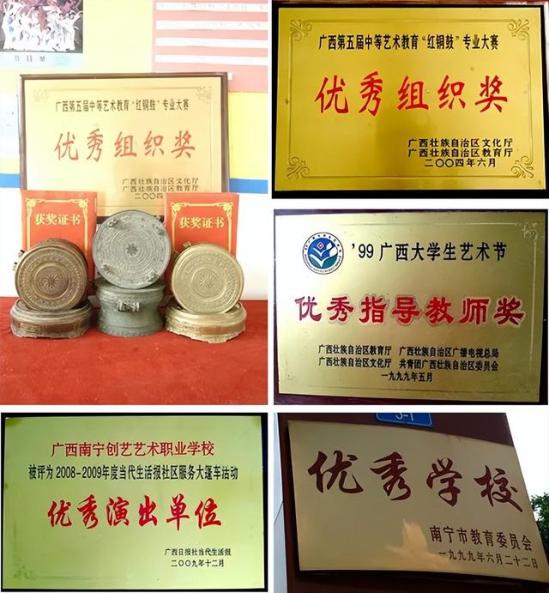 广西第五届中等艺术教育“红铜鼓”专业大赛
优秀组织奖
广西壮族自治区文化厅
广西壮族自治区教育厅
二〇〇四
获奖证书
获奖证书
广西第五届中等艺术教育“红铜鼓”专业大赛
优秀组织奖
广西壮族自治区文化厅
广西壮族自治区教育厅
二〇〇四年六月
'99 广西大学生艺术节
优秀指导教师奖
广西壮族自治区教育厅 广西壮族自治区广播电视总局
广西壮族自治区文化厅 共青团广西壮族自治区委员会
一九九九年五月
广西南宁创艺艺术职业学校
被评为2008-2009年度当代生活报社区服务大篷车活动
优秀演出单位
广西日报社当代生活报
二〇〇九年十二月
优秀学校
南宁市教育委员会
一九九九年六月二十二日